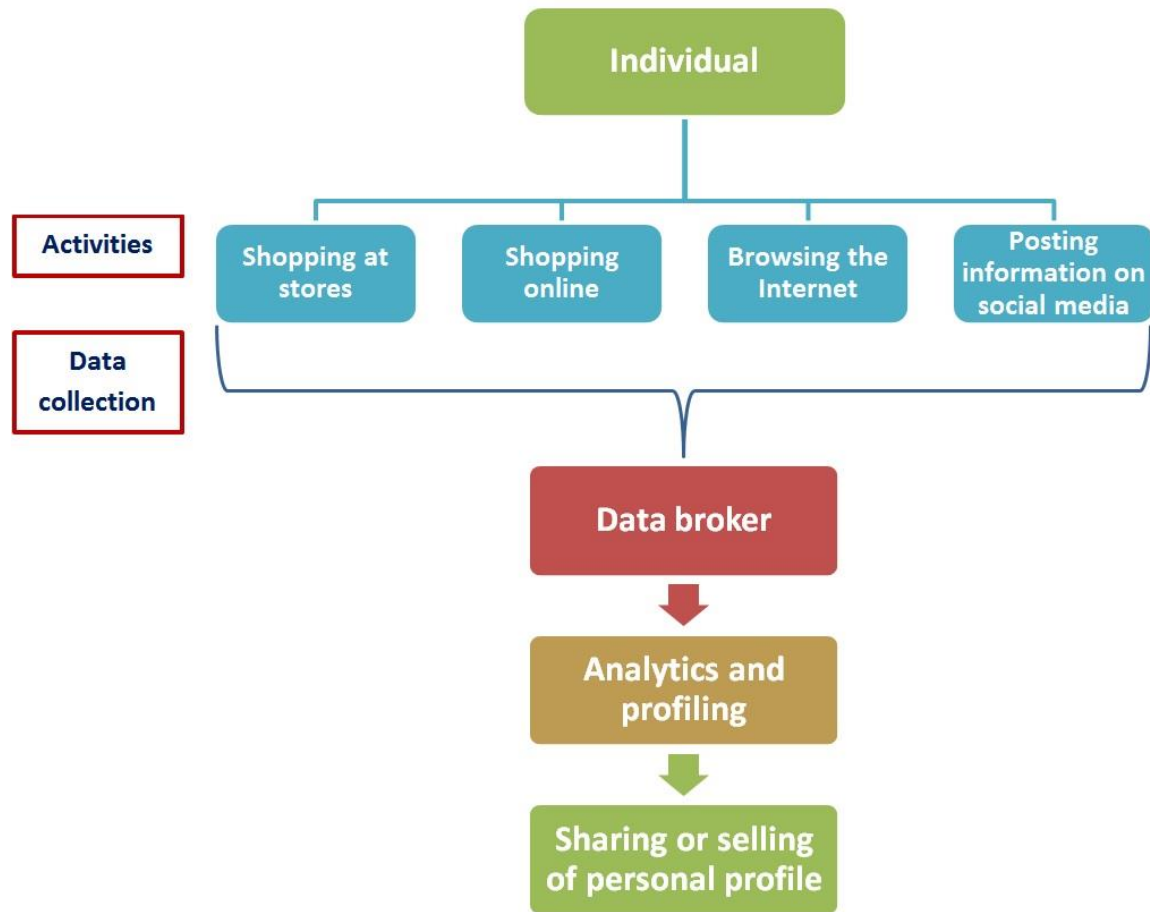 Individual
Activities
Shopping at
stores
Shopping
online
Browsing the
Internet
Posting
information on
social media
Data
collection
Data broker
Analytics and
profiling
Sharing or selling
of personal profile